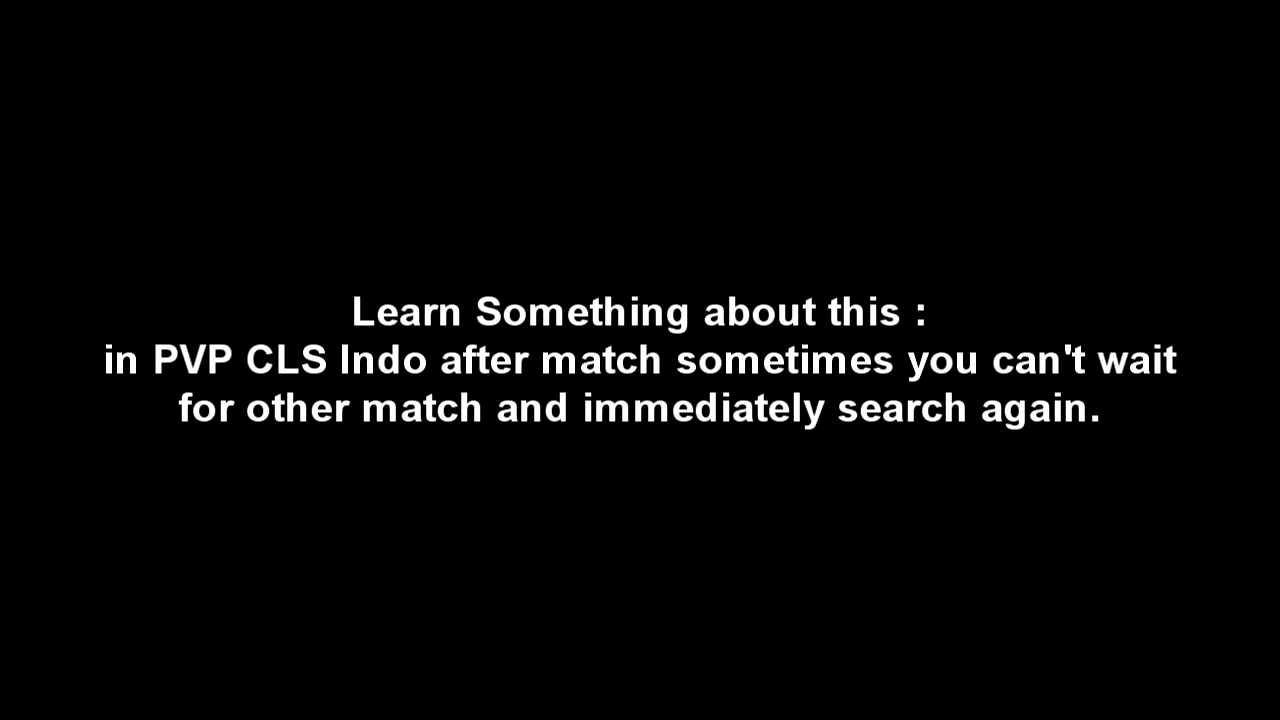 Learn Something about this :
in PVP CLS Indo after match sometimes you can't wait
for other match and immediately search again.